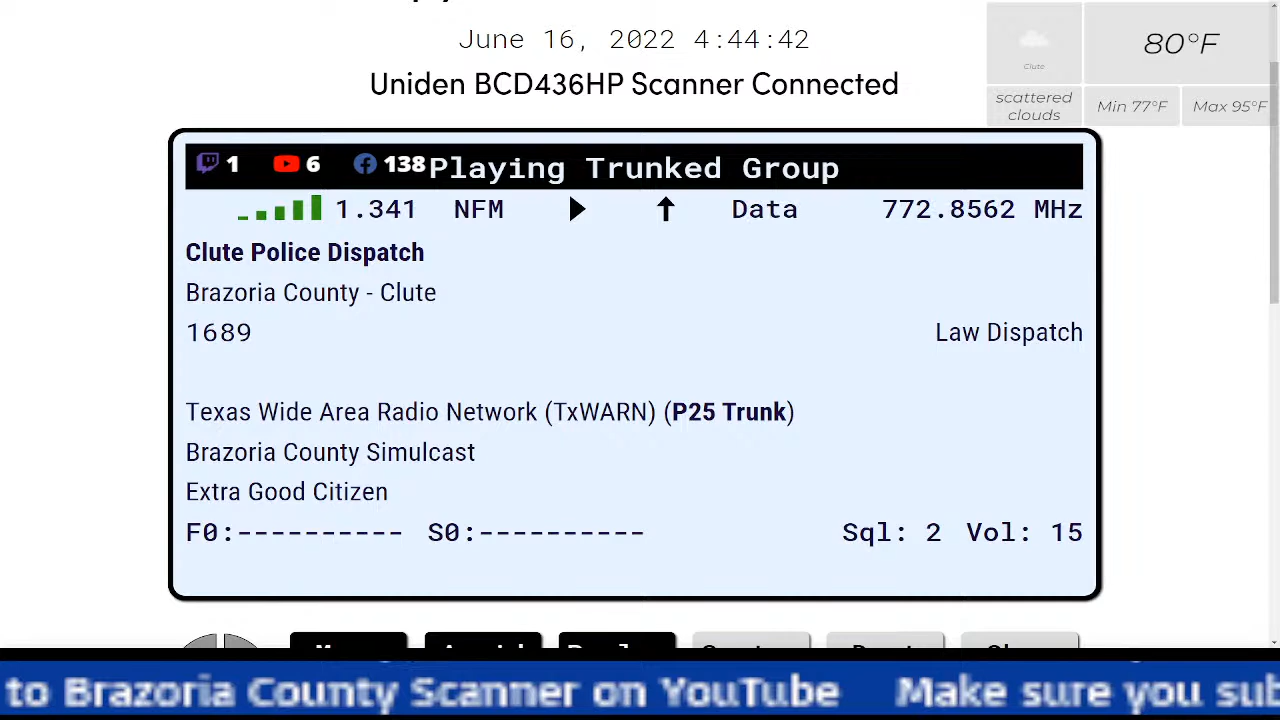 June 16, 2022 4:44:42
Uniden BCD436HP Scanner Connected
Clute
80°F
scattered clouds
Min 77°F
Max 95°F
1 6 138 Playing Trunked Group
1.341 NFM Data 772.8562 MHz
Clute Police Dispatch
Brazoria County - Clute
1689 Law Dispatch
Texas Wide Area Radio Network (TxWARN) (P25 Trunk)
Brazoria County Simulcast
Extra Good Citizen
F0:---------- S0:---------- Sql: 2 Vol: 15
to Brazoria County Scanner on YouTube Make sure you sub